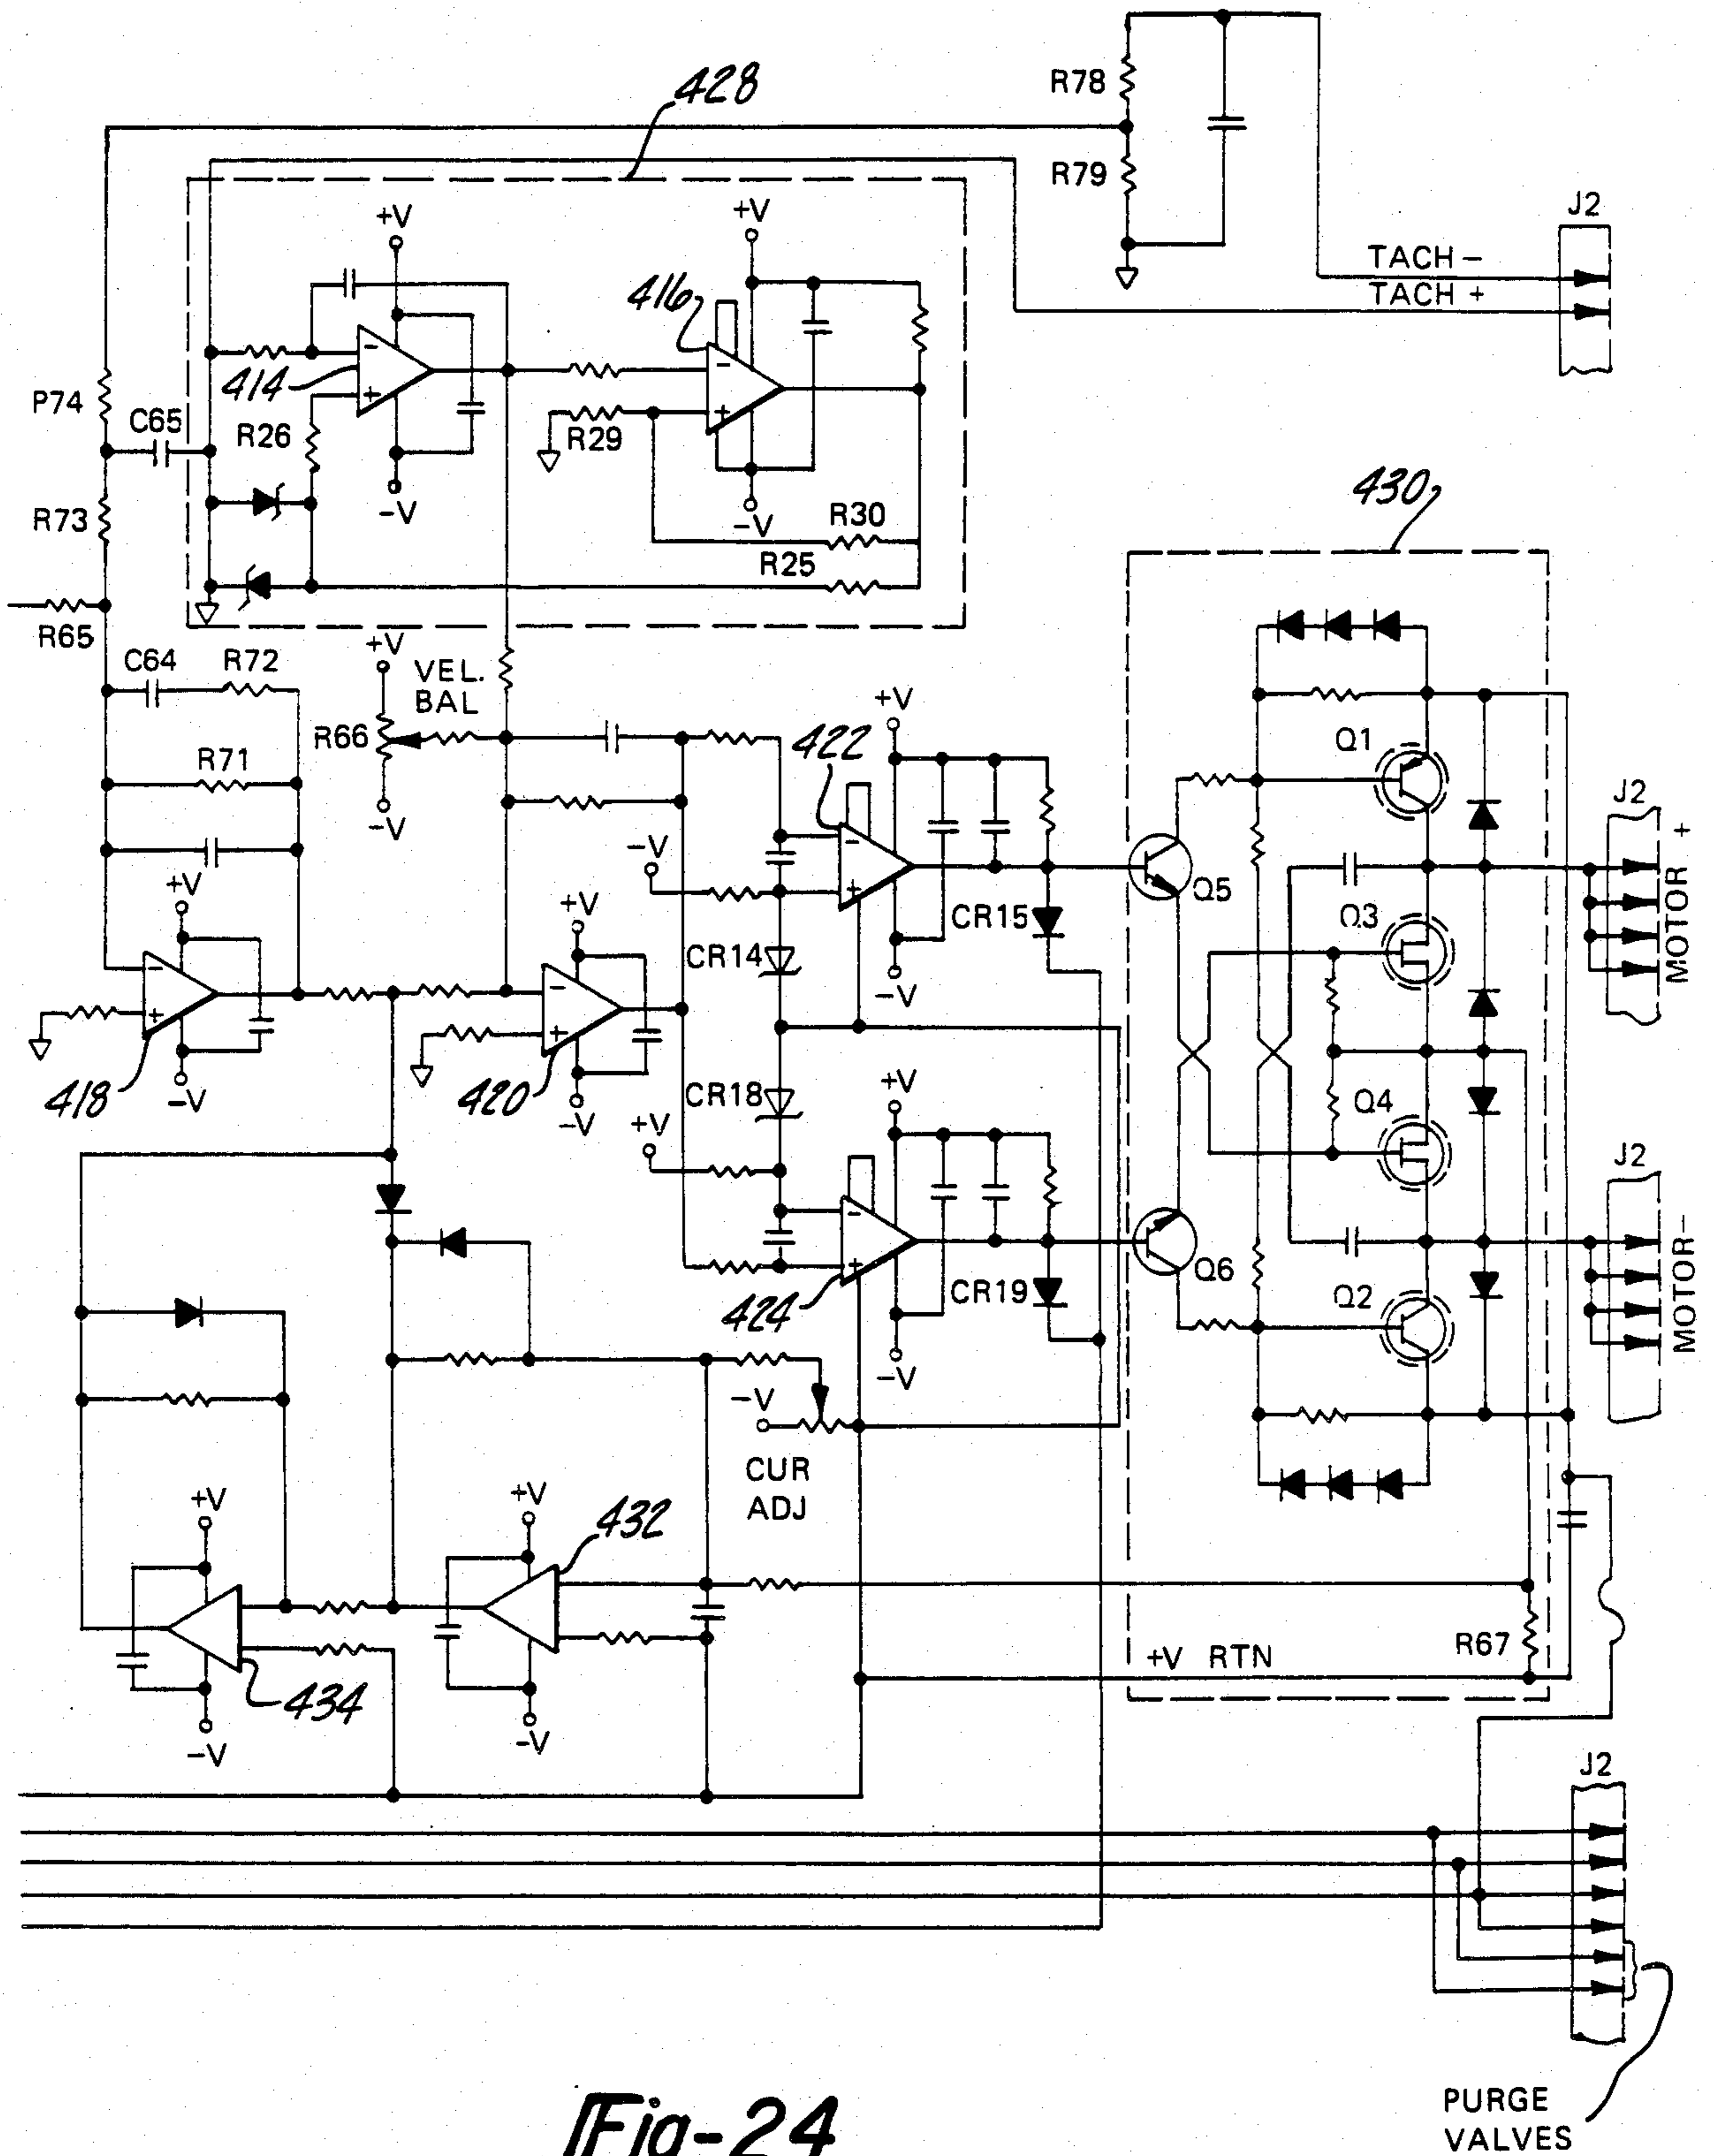 428
R78
R79
J2
TACH –
TACH +
+V
+V
416
414
P74
C65
R26
R29
–V
–V
R30
R73
R25
430
R65
C64
R72
+V
VEL.
BAL
R66
R71
–V
+V
422
Q1
J2
MOTOR +
–V
Q5
CR15
Q3
+V
+V
CR14
–V
418
–V
420
–V
CR18
+V
+V
Q4
J2
MOTOR–
Q6
CR19
Q2
424
–V
–V
CUR
ADJ
+V
+V
432
434
–V
–V
+V RTN
R67
J2
PURGE
VALVES
Fig-24